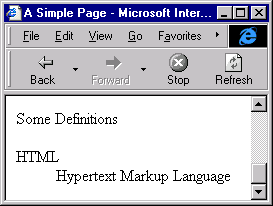 A Simple Page - Microsoft Inter...
File Edit View Go Favorites
Back Forward Stop Refresh
Some Definitions
HTML
Hypertext Markup Language